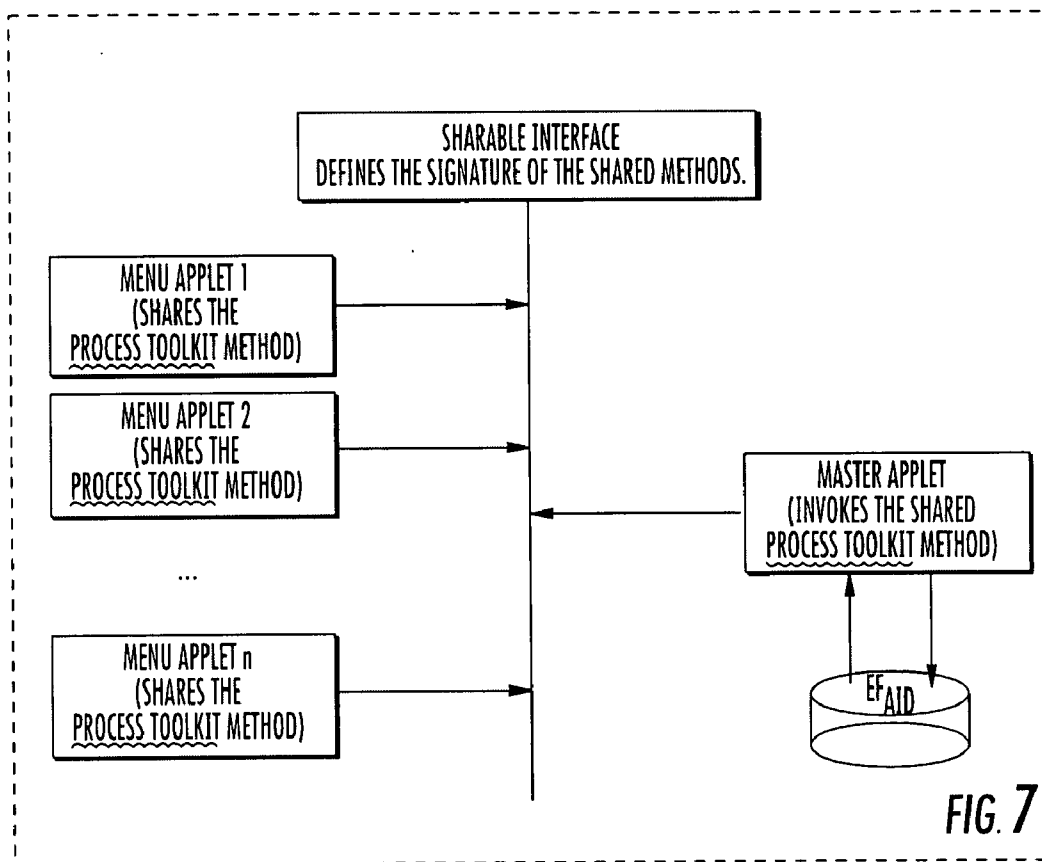 SHARABLE INTERFACE
DEFINES THE SIGNATURE OF THE SHARED METHODS.
MENU APPLET 1
(SHARES THE
PROCESS TOOLKIT METHOD)
MENU APPLET 2
(SHARES THE
PROCESS TOOLKIT METHOD)
...
MENU APPLET n
(SHARES THE
PROCESS TOOLKIT METHOD)
MASTER APPLET
(INVOKES THE SHARED
PROCESS TOOLKIT METHOD)
EF AID
FIG. 7